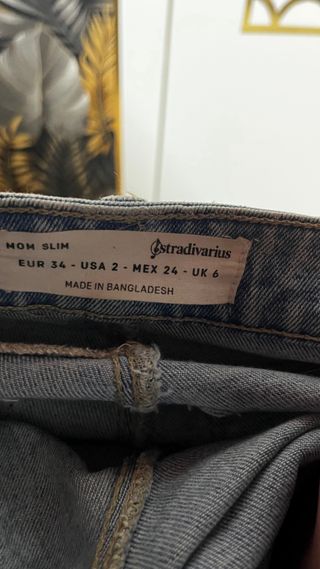 MOM SLIM stradivarius
EUR 34 - USA 2 - MEX 24 - UK 6
MADE IN BANGLADESH